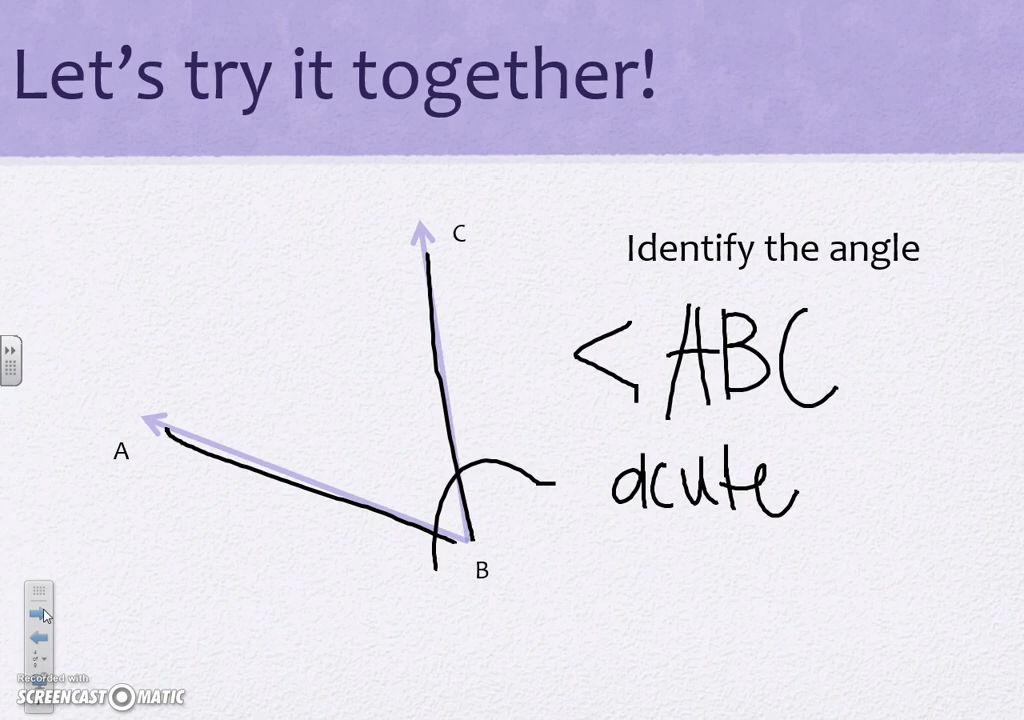 Let's try it together!
C
Identify the angle
< ABC
A
acute
B
Recorded with
SCREENCAST-O-MATIC